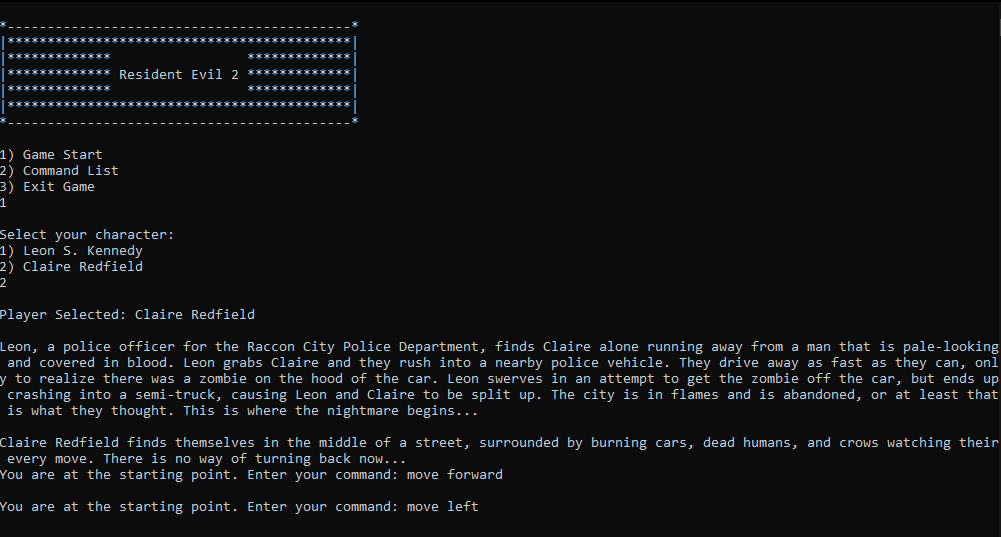 *-------------------------------------------*
|*******************************************|
|*************                 *************|
|************* Resident Evil 2 *************|
|*************                 *************|
|*******************************************|
*-------------------------------------------*
1) Game Start
2) Command List
3) Exit Game
1
Select your character:
1) Leon S. Kennedy
2) Claire Redfield
2
Player Selected: Claire Redfield
Leon, a police officer for the Raccon City Police Department, finds Claire alone running away from a man that is pale-looking
and covered in blood. Leon grabs Claire and they rush into a nearby police vehicle. They drive away as fast as they can, onl
y to realize there was a zombie on the hood of the car. Leon swerves in an attempt to get the zombie off the car, but ends up
crashing into a semi-truck, causing Leon and Claire to be split up. The city is in flames and is abandoned, or at least that
is what they thought. This is where the nightmare begins...
Claire Redfield finds themselves in the middle of a street, surrounded by burning cars, dead humans, and crows watching their
every move. There is no way of turning back now...
You are at the starting point. Enter your command: move forward
You are at the starting point. Enter your command: move left